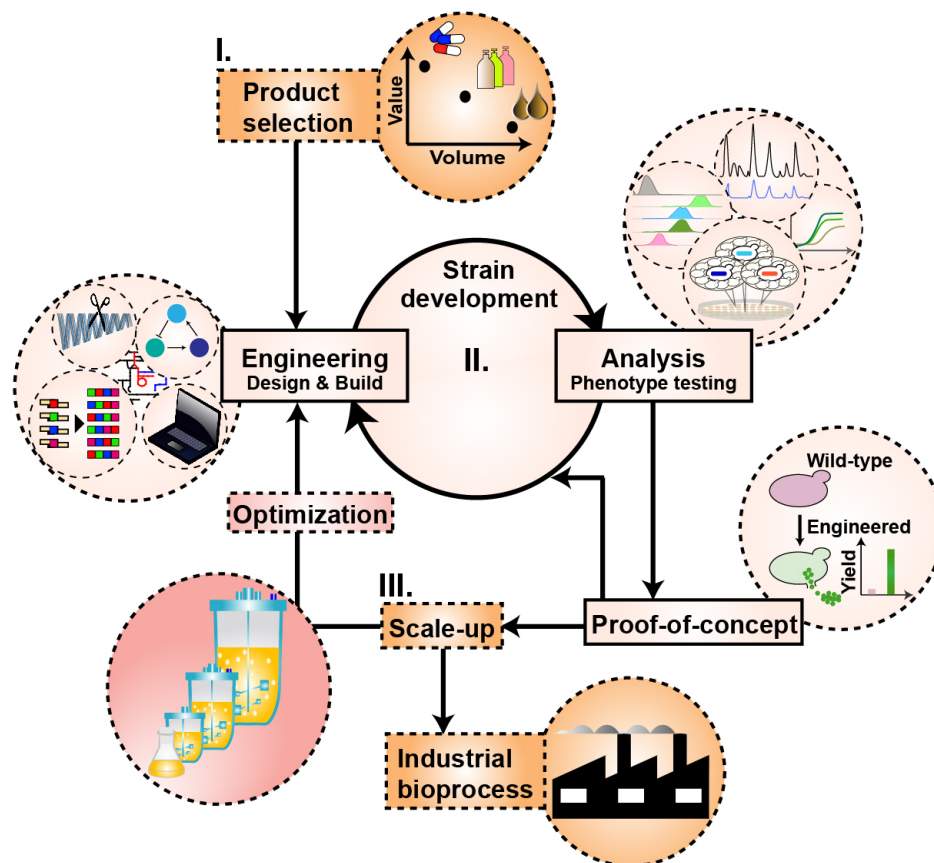 I.
Product
selection
Value
Volume
Strain
development
II.
Engineering
Design & Build
Analysis
Phenotype testing
Wild-type
Engineered
Yield
Optimization
III.
Scale-up
Proof-of-concept
Industrial
bioprocess